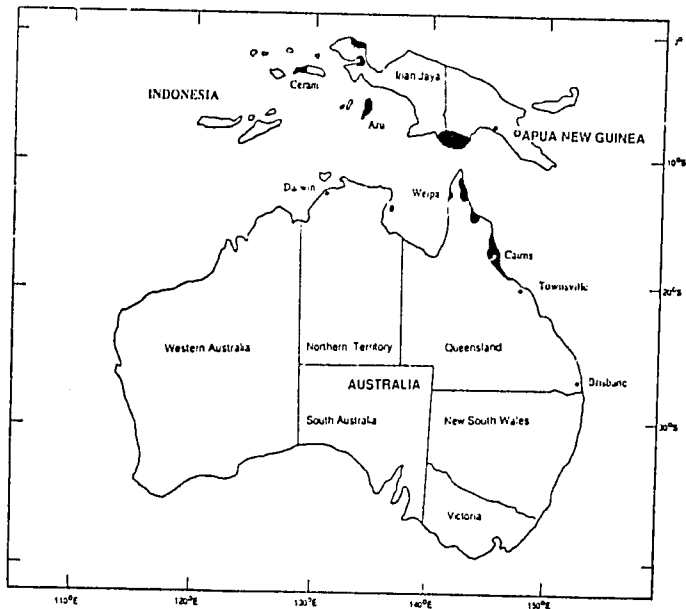 1°
Irian Jaya
Ceram
INDONESIA
Aru
PAPUA NEW GUINEA
10°S
Darwin
Weipa
Cairns
Townsville
20°S
Western Australia
Northern Territory
Queensland
AUSTRALIA
Brisbane
South Australia
New South Wales
30°S
Victoria
110°E
120°E
130°E
140°E
150°E